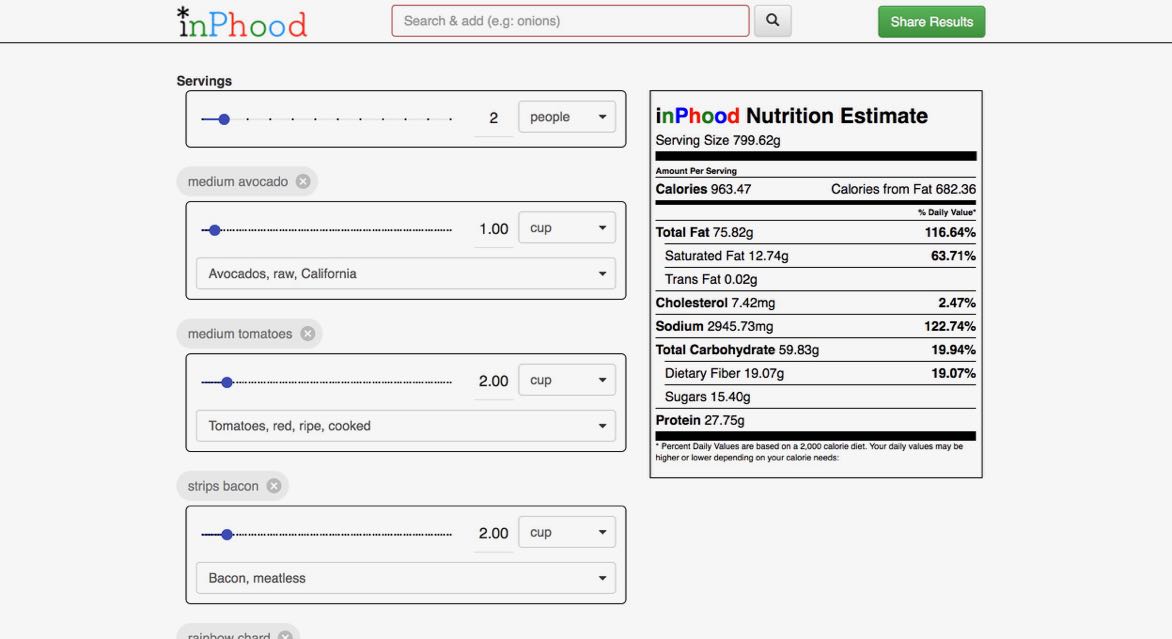 *inPhood
Search & add (e.g: onions)
Share Results
Servings
2 people
medium avocado
1.00 cup
Avocados, raw, California
medium tomatoes
2.00 cup
Tomatoes, red, ripe, cooked
strips bacon
2.00 cup
Bacon, meatless
rainbow chard
inPhood Nutrition Estimate
Serving Size 799.62g
Amount Per Serving
Calories 963.47 Calories from Fat 682.36
% Daily Value*
Total Fat 75.82g 116.64%
Saturated Fat 12.74g 63.71%
Trans Fat 0.02g
Cholesterol 7.42mg 2.47%
Sodium 2945.73mg 122.74%
Total Carbohydrate 59.83g 19.94%
Dietary Fiber 19.07g 19.07%
Sugars 15.40g
Protein 27.75g
* Percent Daily Values are based on a 2,000 calorie diet. Your daily values may be
higher or lower depending on your calorie needs: